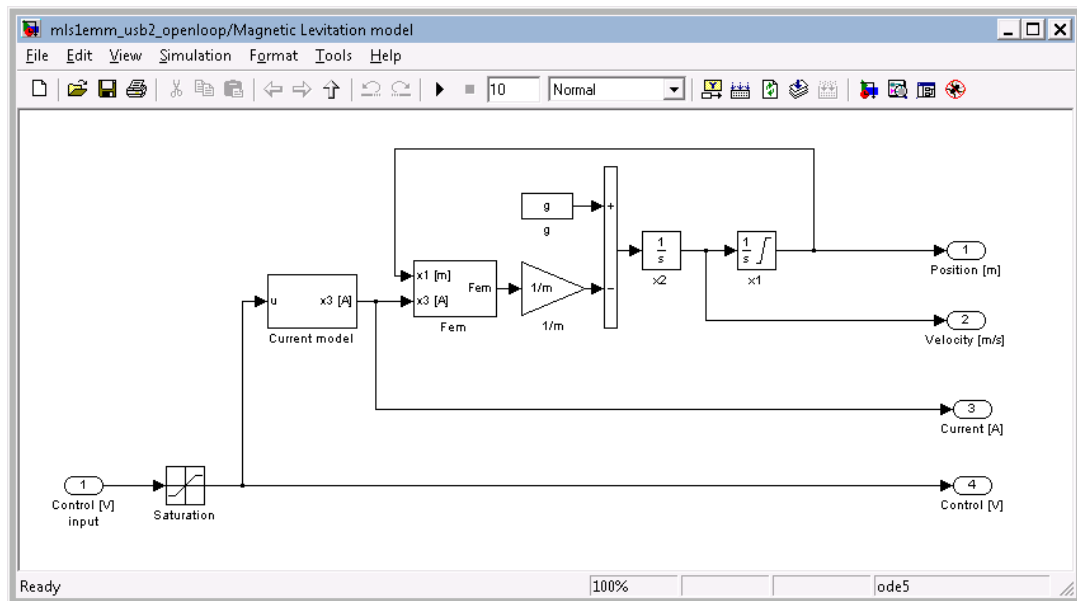 mls1emm_usb2_openloop/Magnetic Levitation model
File Edit View Simulation Format Tools Help
10 Normal
g
+
g
1
s
x2
1
s
x1
1
Position [m]
x1 [m]
x3 [A]
Fem
Fem
1/m
1/m
−
u
x3 [A]
Current model
2
Velocity [m/s]
3
Current [A]
1
Control [V]
input
Saturation
4
Control [V]
Ready 100% ode5